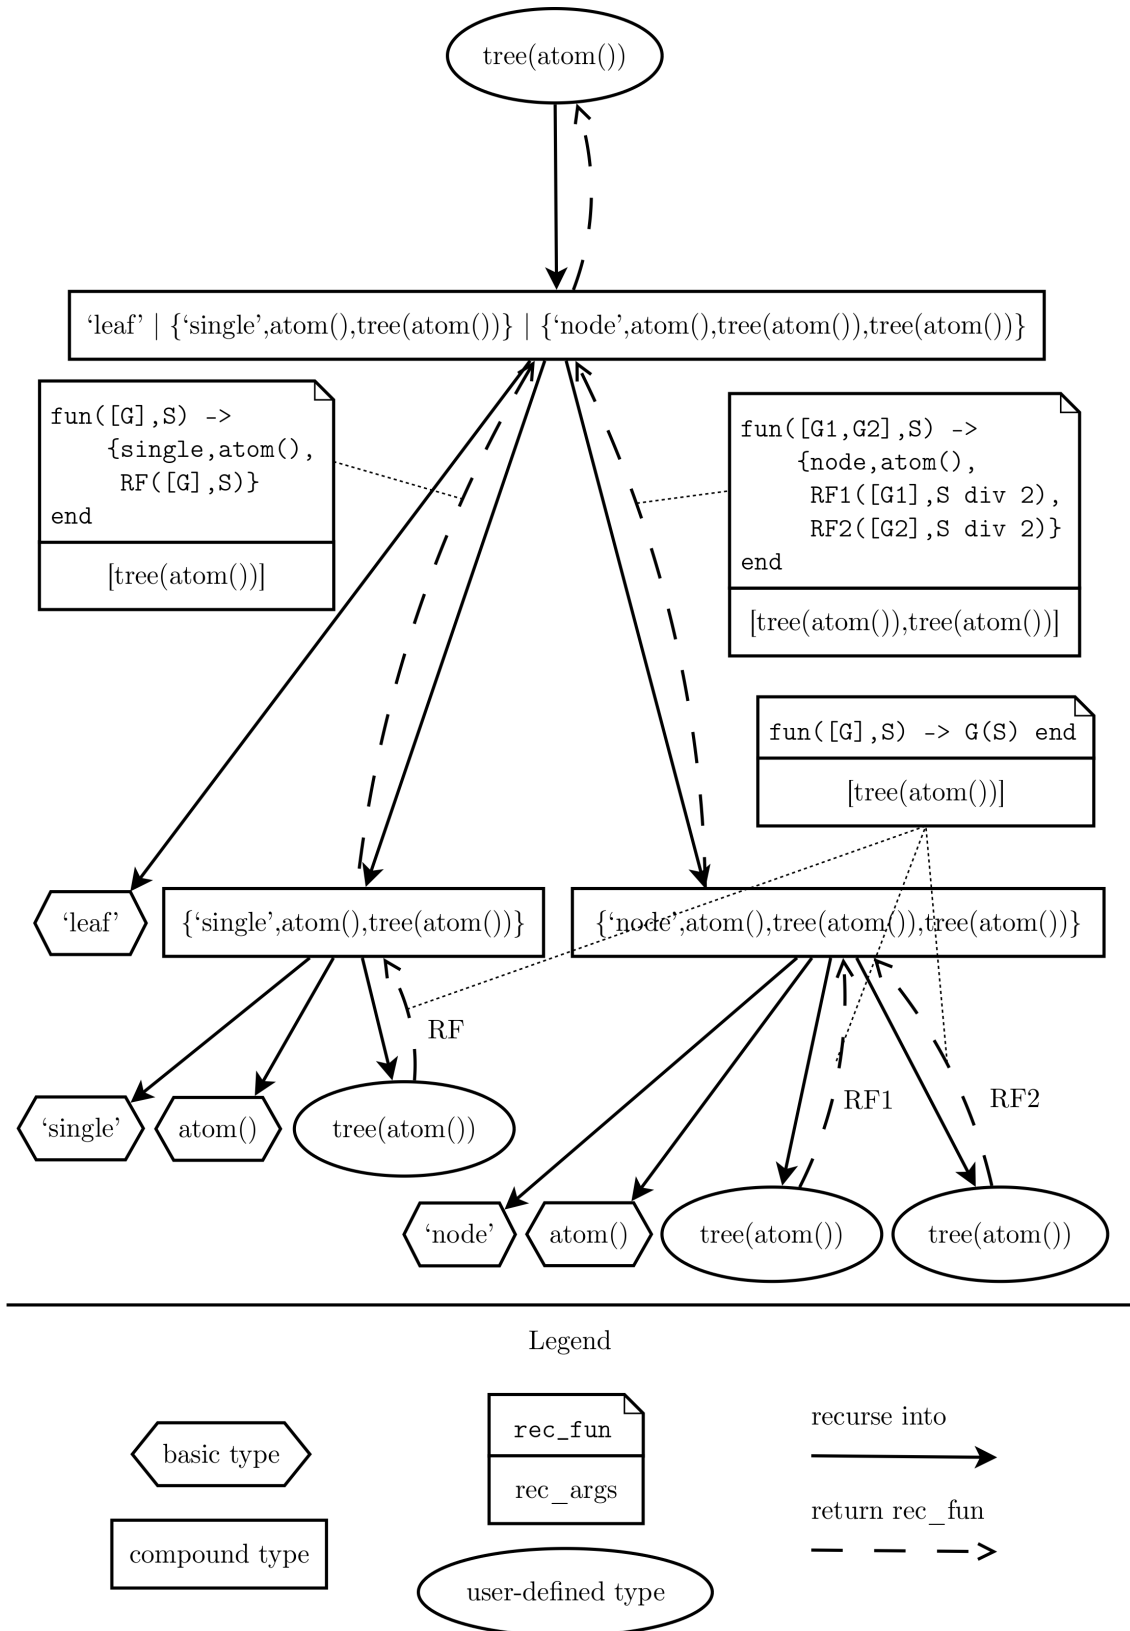 tree(atom())
‘leaf’ | {‘single’,atom(),tree(atom())} | {‘node’,atom(),tree(atom()),tree(atom())}
fun([G],S) ->
{single,atom(),
RF([G],S)}
end
[tree(atom())]
fun([G1,G2],S) ->
{node,atom(),
RF1([G1],S div 2),
RF2([G2],S div 2)}
end
[tree(atom()),tree(atom())]
fun([G],S) -> G(S) end
[tree(atom())]
‘leaf’
{‘single’,atom(),tree(atom())}
{‘node’,atom(),tree(atom()),tree(atom())}
RF
RF1
RF2
‘single’
atom()
tree(atom())
‘node’
atom()
tree(atom())
tree(atom())
Legend
basic type
compound type
rec_fun
rec_args
user-defined type
recurse into
return rec_fun